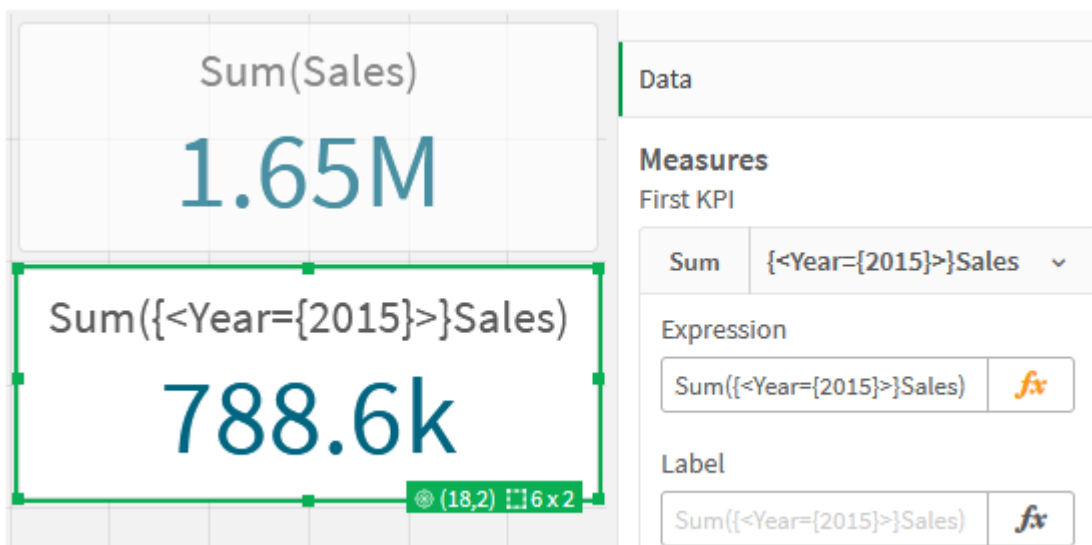 Sum(Sales)
1.65M
Sum({<Year={2015}>}Sales)
788.6k
(18,2) 6 x 2
Data
Measures
First KPI
Sum {<Year={2015}>}Sales
Expression
Sum({<Year={2015}>}Sales) fx
Label
Sum({<Year={2015}>}Sales) fx